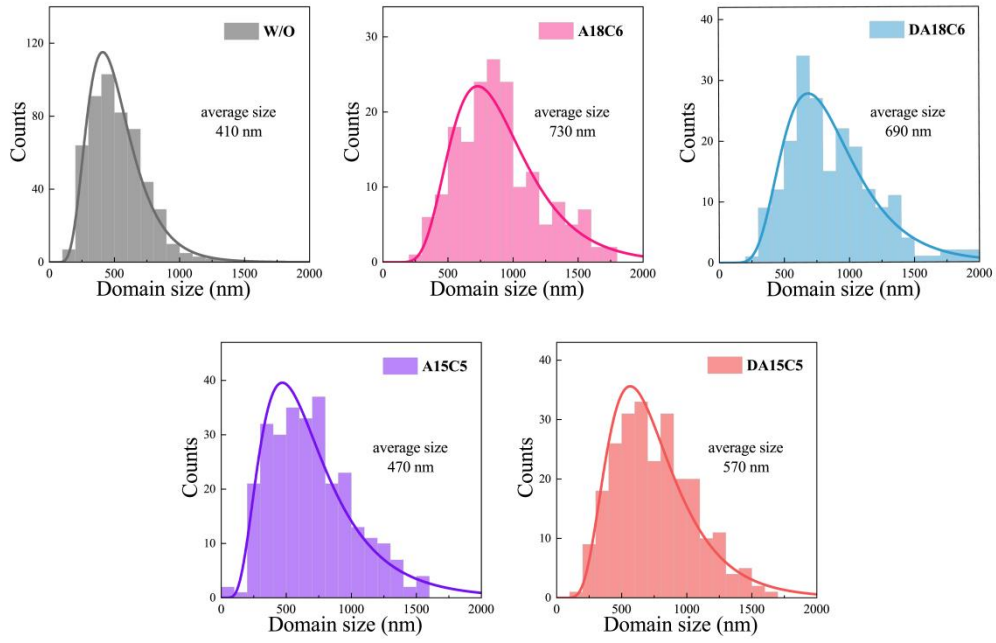 W/O
average size
410 nm
Counts
120
80
40
0
0
500
1000
1500
2000
Domain size (nm)
A18C6
average size
730 nm
Counts
30
20
10
0
0
500
1000
1500
2000
Domain size (nm)
DA18C6
average size
690 nm
Counts
40
30
20
10
0
0
500
1000
1500
2000
Domain size (nm)
A15C5
average size
470 nm
Counts
40
30
20
10
0
0
500
1000
1500
2000
Domain size (nm)
DA15C5
average size
570 nm
Counts
40
30
20
10
0
0
500
1000
1500
2000
Domain size (nm)